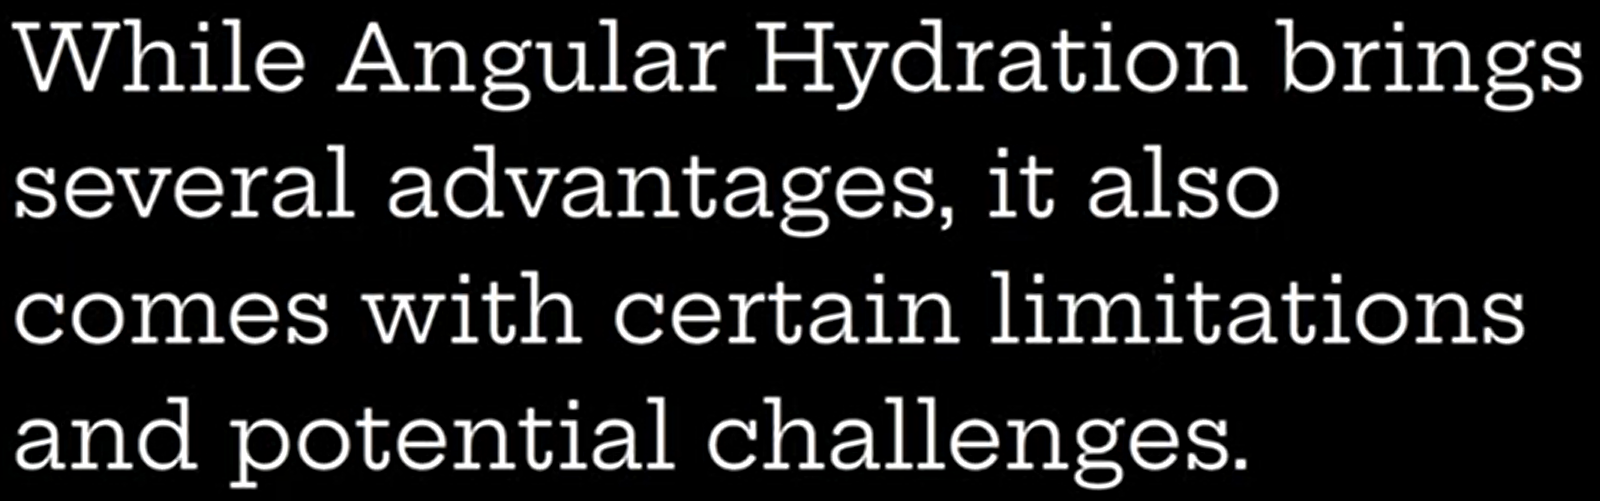 While Angular Hydration brings
several advantages, it also
comes with certain limitations
and potential challenges.